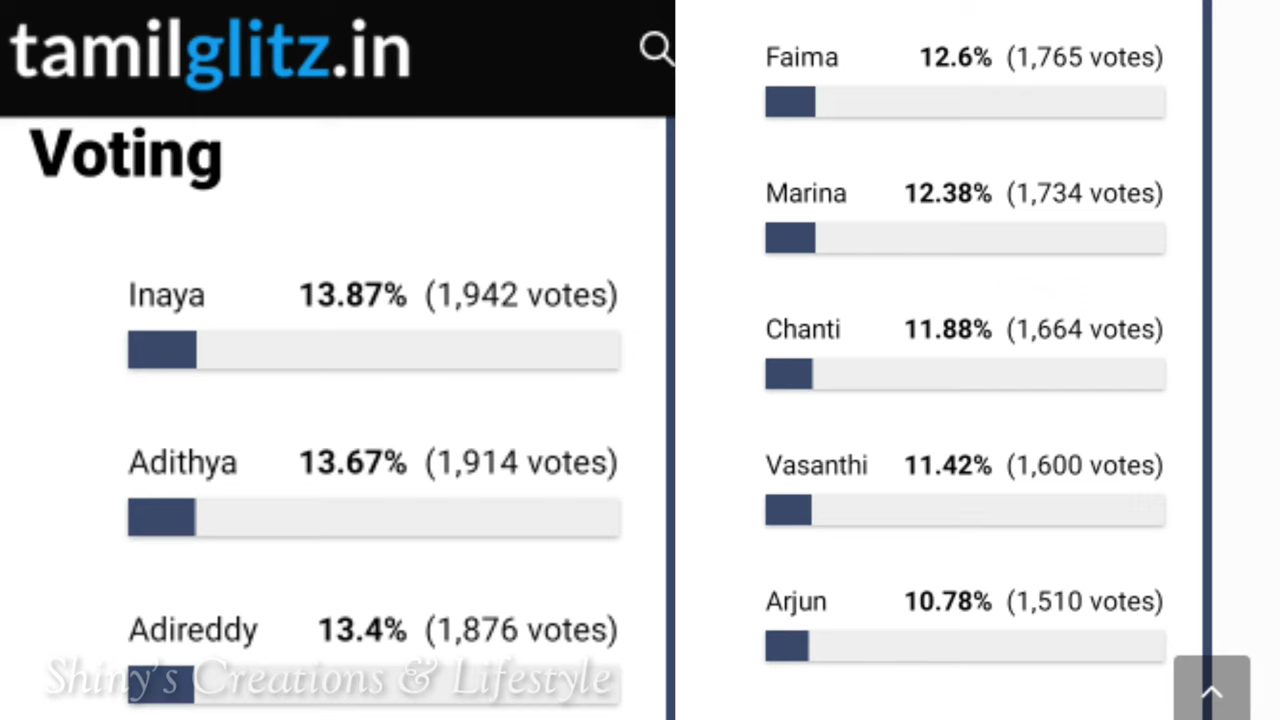 tamilglitz.in
Voting
Inaya 13.87% (1,942 votes)
Adithya 13.67% (1,914 votes)
Adireddy 13.4% (1,876 votes)
Shiny's Creations & Lifestyle
Faima 12.6% (1,765 votes)
Marina 12.38% (1,734 votes)
Chanti 11.88% (1,664 votes)
Vasanthi 11.42% (1,600 votes)
Arjun 10.78% (1,510 votes)